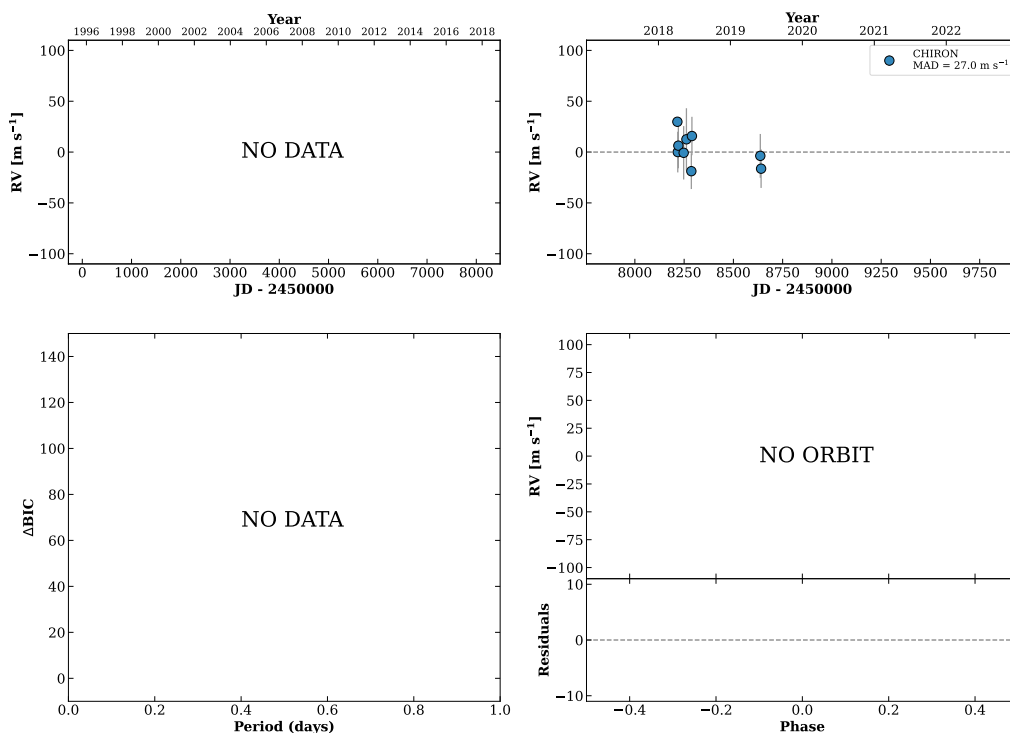 Year
1996 1998 2000 2002 2004 2006 2008 2010 2012 2014 2016 2018
100
50
0
−50
−100
RV [m s⁻¹]
NO DATA
0 1000 2000 3000 4000 5000 6000 7000 8000
JD - 2450000
Year
2018 2019 2020 2021 2022
CHIRON
MAD = 27.0 m s⁻¹
100
50
0
−50
−100
RV [m s⁻¹]
8000 8250 8500 8750 9000 9250 9500 9750
JD - 2450000
140
120
100
80
60
40
20
0
ΔBIC
NO DATA
0.0 0.2 0.4 0.6 0.8 1.0
Period (days)
100
75
50
25
0
−25
−50
−75
−100
RV [m s⁻¹]
NO ORBIT
10
0
−10
Residuals
−0.4 −0.2 0.0 0.2 0.4
Phase